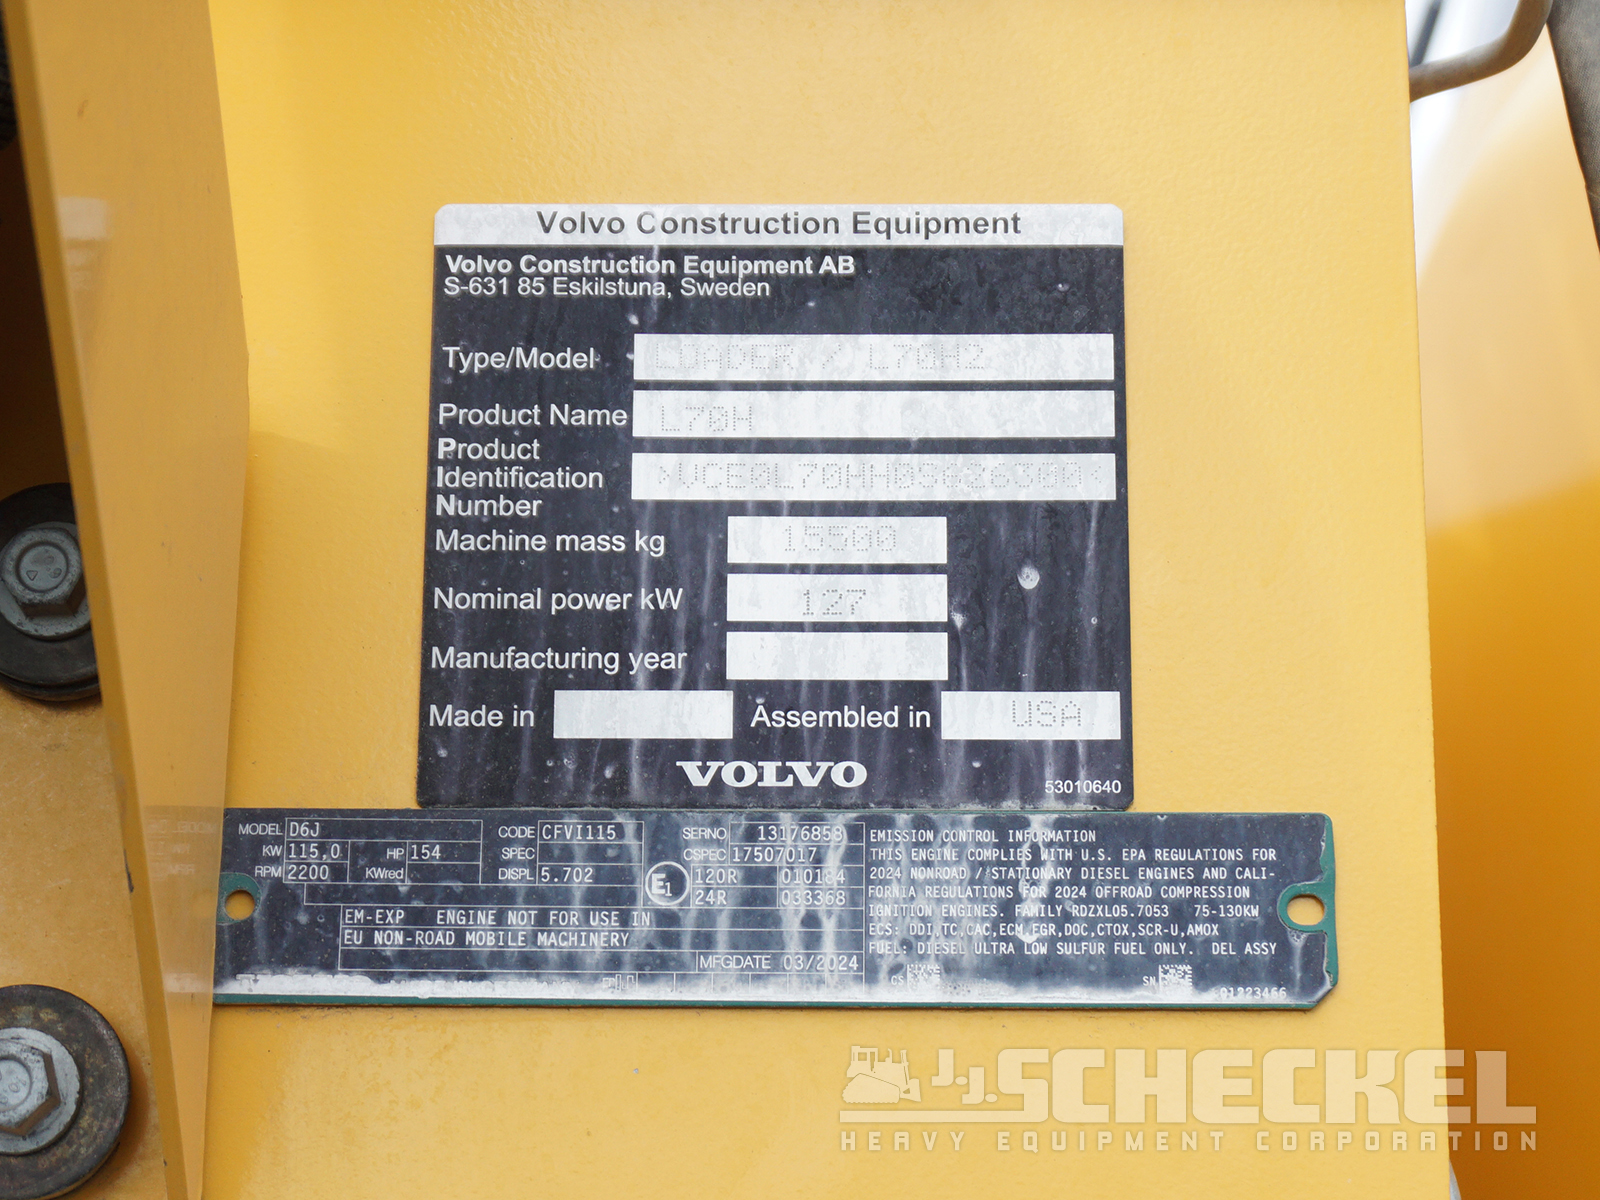 Volvo Construction Equipment
Volvo Construction Equipment AB
S-631 85 Eskilstuna, Sweden
Type/Model LOADER / L70H2
Product Name L70H
Product
Identification
Number
Machine mass kg 15500
Nominal power kW 127
Manufacturing year
Made in Assembled in USA
VOLVO
53010640
MODEL D6J CODE CFVI115 SERNO 13176858
KW 115,0 HP 154 SPEC CSPEC 17507017
RPM 2200 KWred DISPL 5.702 E1 120R 010184
24R 033368
EM-EXP ENGINE NOT FOR USE IN
EU NON-ROAD MOBILE MACHINERY
MFGDATE 03/2024
EMISSION CONTROL INFORMATION
THIS ENGINE COMPLIES WITH U.S. EPA REGULATIONS FOR
2024 NONROAD / STATIONARY DIESEL ENGINES AND CALI-
FORNIA REGULATIONS FOR 2024 OFFROAD COMPRESSION
IGNITION ENGINES. FAMILY RDZXL05.7053 75-130KW
ECS: DDI,TC,CAC,ECM,EGR,DOC,CTOX,SCR-U,AMOX
FUEL: DIESEL ULTRA LOW SULFUR FUEL ONLY. DEL ASSY
CS SN
01223466
J.J. SCHECKEL
HEAVY EQUIPMENT CORPORATION